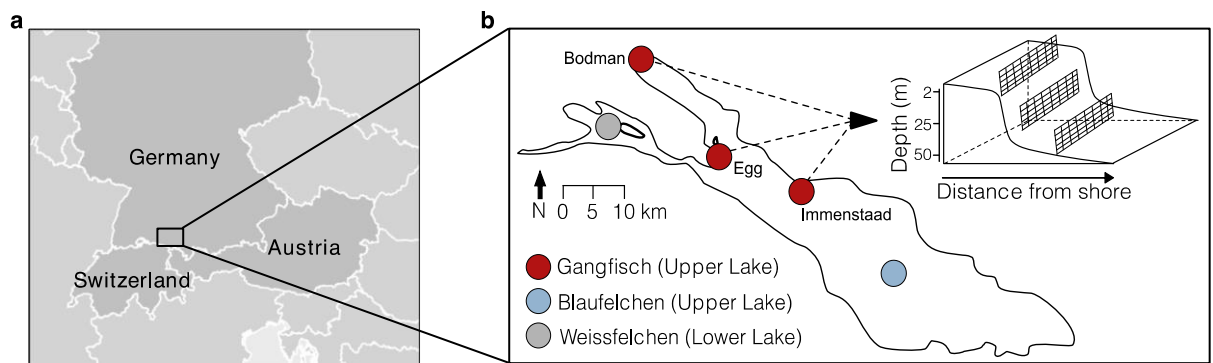 a
Germany
Austria
Switzerland
b
Bodman
Egg
Immenstaad
N 0 5 10 km
Gangfisch (Upper Lake)
Blaufelchen (Upper Lake)
Weissfelchen (Lower Lake)
Depth (m)
2
25
50
Distance from shore